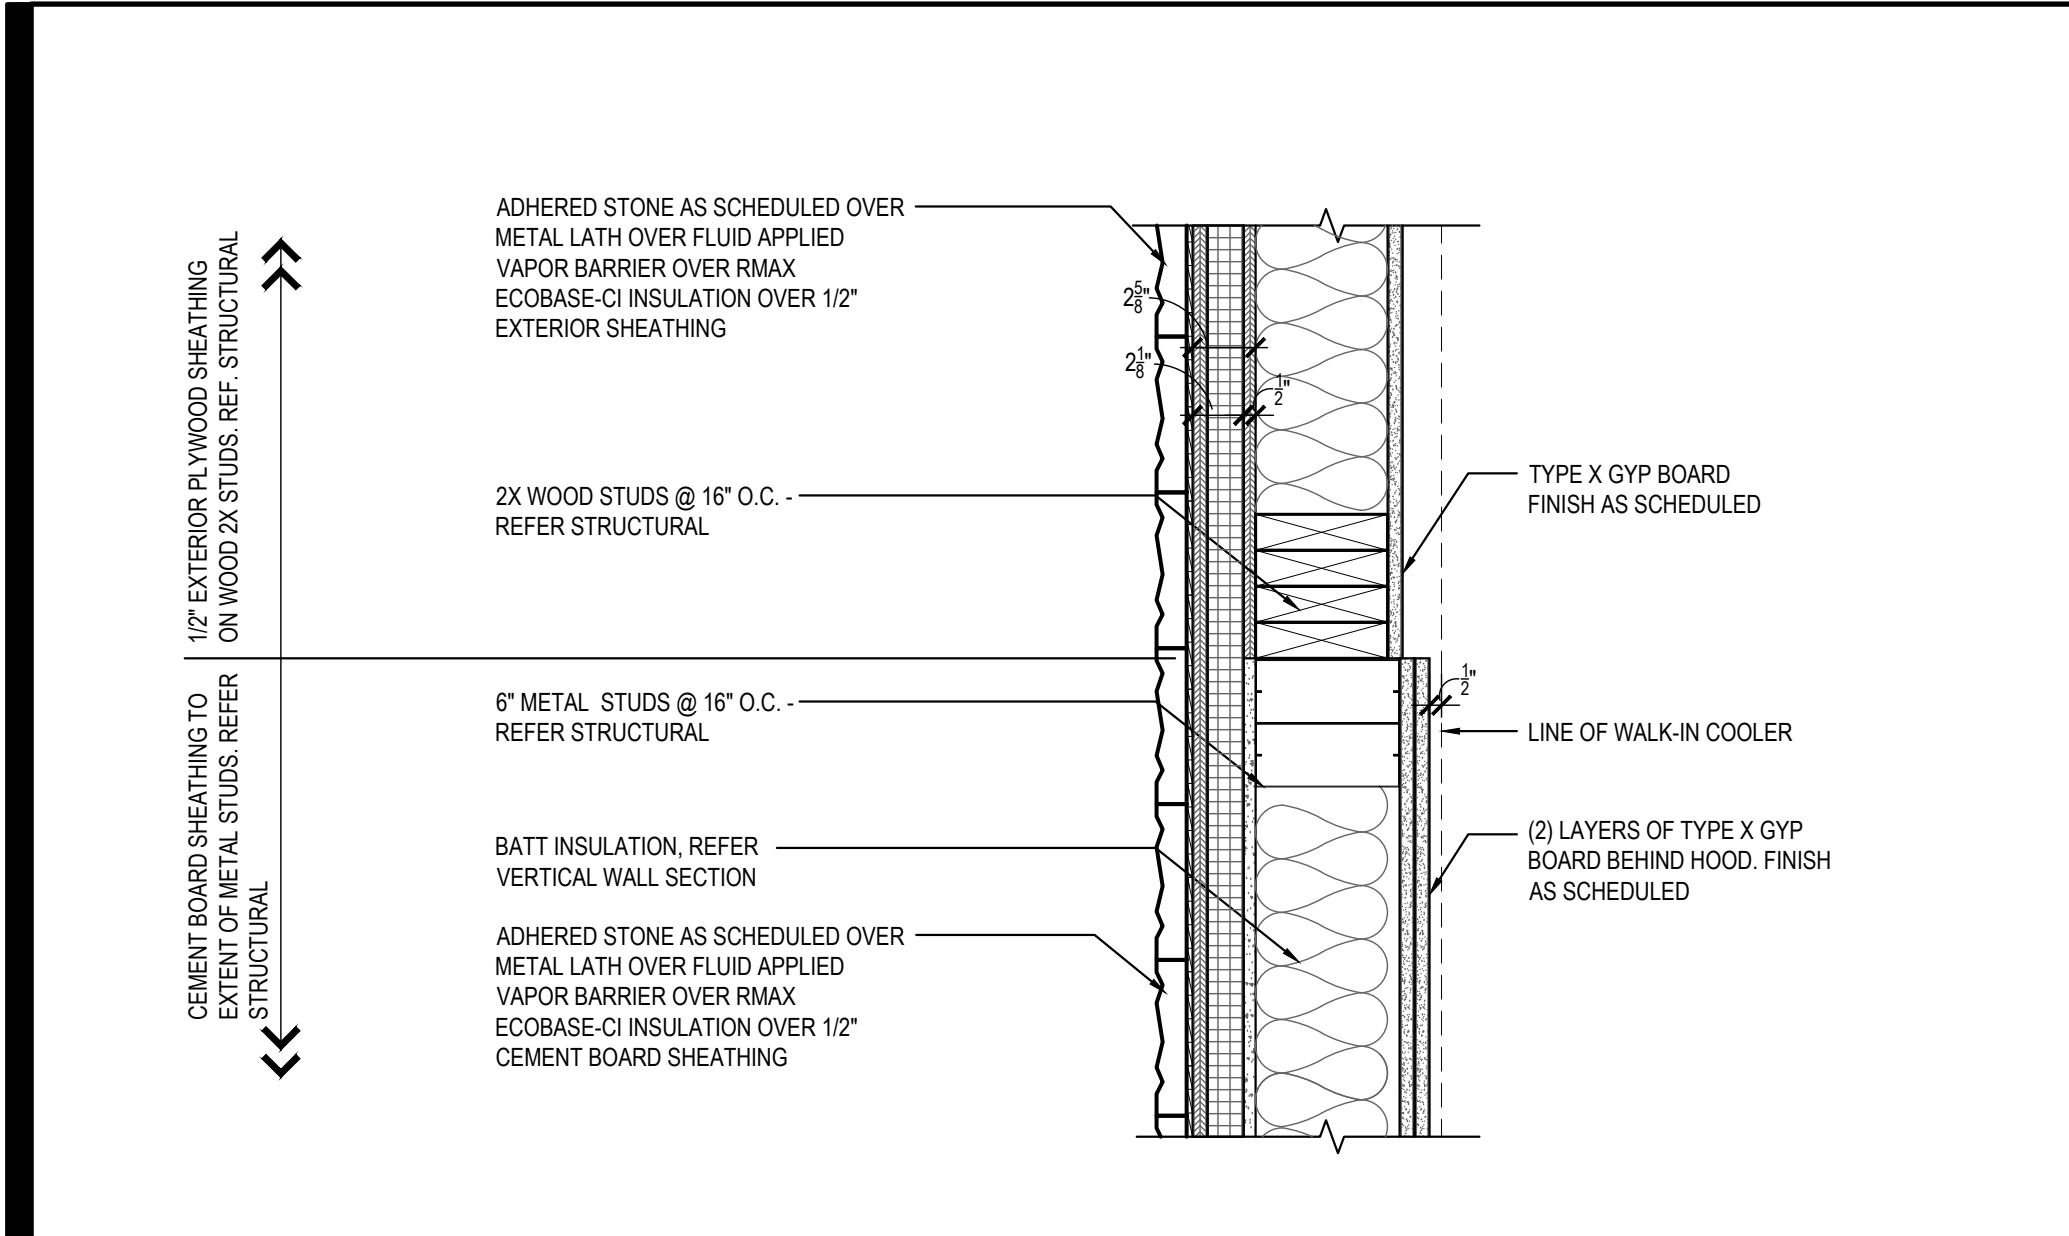 1/2" EXTERIOR PLYWOOD SHEATHING
ON WOOD 2X STUDS. REF. STRUCTURAL
CEMENT BOARD SHEATHING TO
EXTENT OF METAL STUDS. REFER
STRUCTURAL
ADHERED STONE AS SCHEDULED OVER
METAL LATH OVER FLUID APPLIED
VAPOR BARRIER OVER RMAX
ECOBASE-CI INSULATION OVER 1/2"
EXTERIOR SHEATHING
2X WOOD STUDS @ 16" O.C. -
REFER STRUCTURAL
6" METAL STUDS @ 16" O.C. -
REFER STRUCTURAL
BATT INSULATION, REFER
VERTICAL WALL SECTION
ADHERED STONE AS SCHEDULED OVER
METAL LATH OVER FLUID APPLIED
VAPOR BARRIER OVER RMAX
ECOBASE-CI INSULATION OVER 1/2"
CEMENT BOARD SHEATHING
2 5/8"
2 1/8"
1/2"
TYPE X GYP BOARD
FINISH AS SCHEDULED
1/2"
LINE OF WALK-IN COOLER
(2) LAYERS OF TYPE X GYP
BOARD BEHIND HOOD. FINISH
AS SCHEDULED